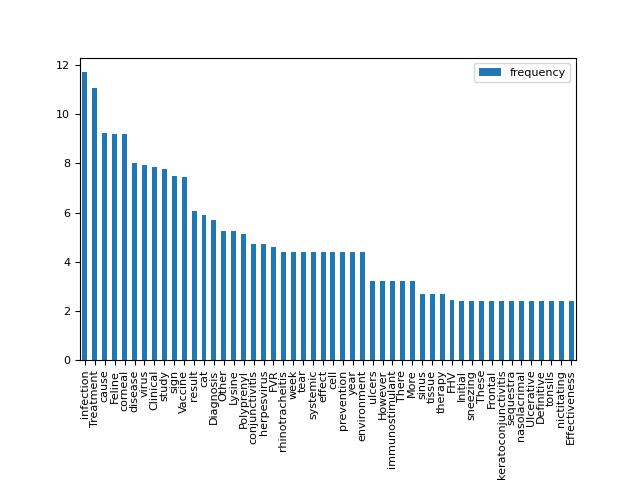 frequency
12
10
8
6
4
2
0
infection
Treatment
cause
Feline
corneal
disease
virus
Clinical
study
sign
Vaccine
result
cat
Diagnosis
Other
Lysine
Polyprenyl
conjunctivitis
herpesvirus
FVR
rhinotracheitis
week
tear
systemic
effect
cell
prevention
year
environment
ulcers
However
immunostimulant
There
More
sinus
tissue
therapy
FHV
Initial
sneezing
These
Frontal
keratoconjunctivitis
sequestra
nasolacrimal
Ulcerative
Definitive
tonsils
nictitating
Effectiveness